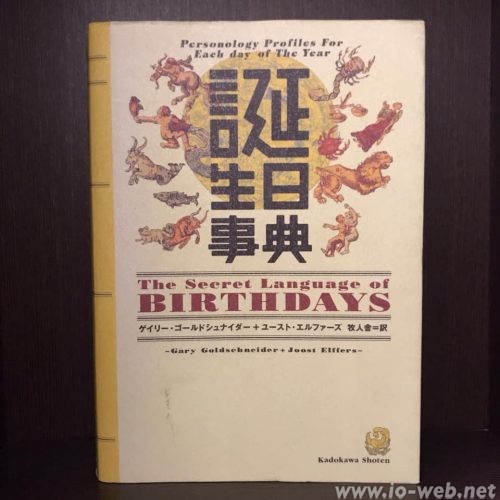 Personology Profiles For
Each day of The Year
誕
生日
事典
The Secret Language of
BIRTHDAYS
ゲイリー・ゴールドシュナイダー+ユースト・エルファーズ 牧人舎=訳
-Gary Goldschneider + Joost Elffers-
Kadokawa Shoten
www.io-web.net